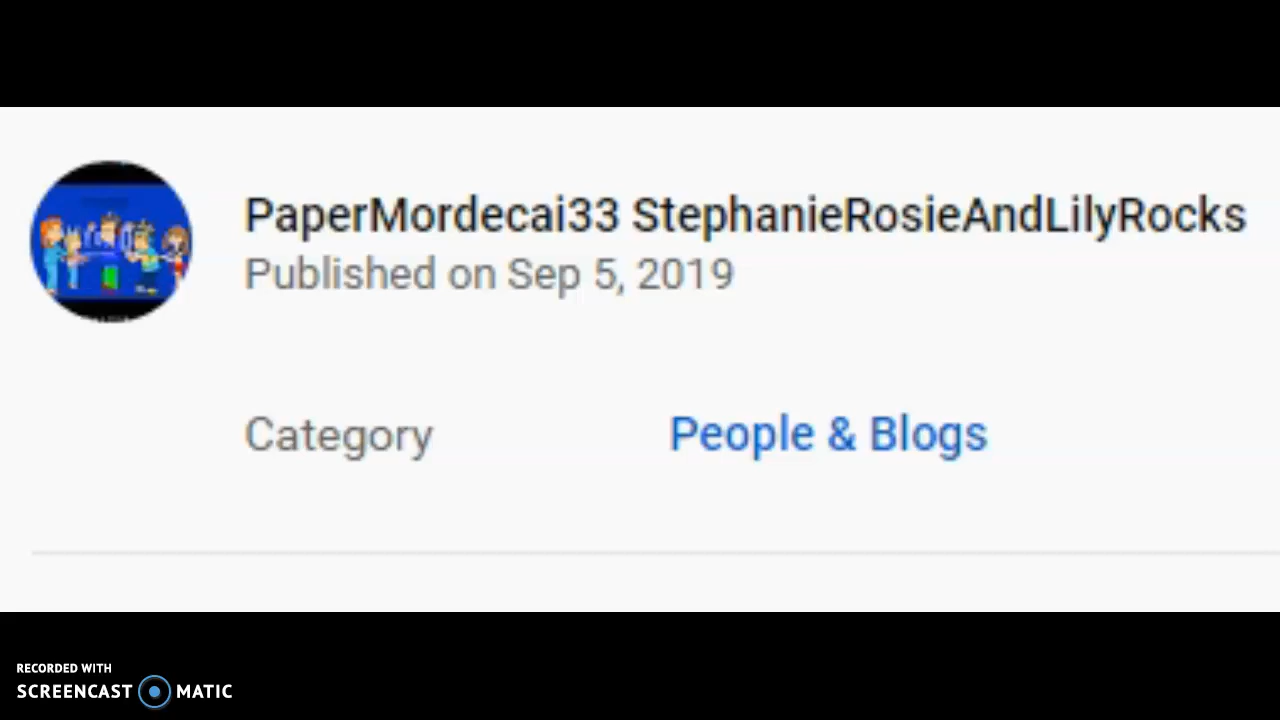 PaperMordecai33 StephanieRosieAndLilyRocks
Published on Sep 5, 2019
Category People & Blogs
RECORDED WITH
SCREENCAST MATIC